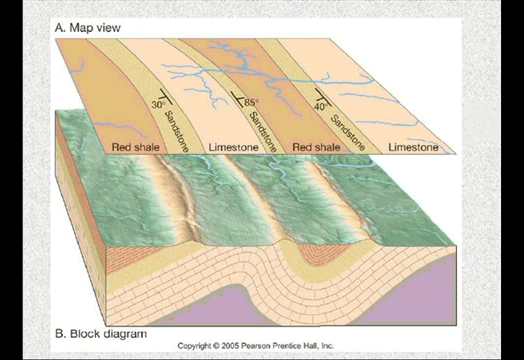 A. Map view
30° 85° 40°
Sandstone Sandstone Sandstone
Red shale Limestone Red shale Limestone
B. Block diagram
Copyright © 2005 Pearson Prentice Hall, Inc.